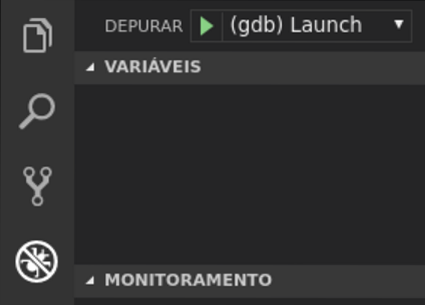 DEPURAR (gdb) Launch
VARIÁVEIS
MONITORAMENTO